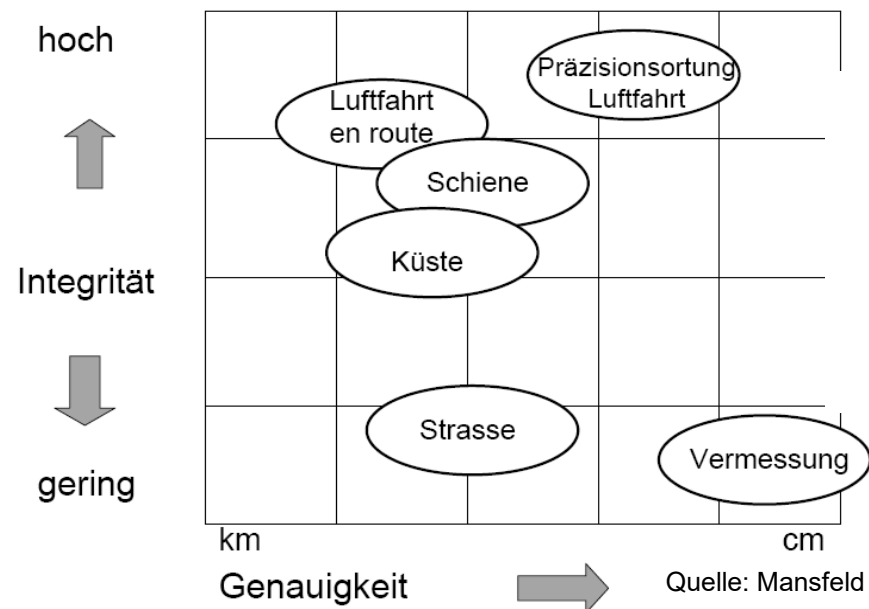 hoch
Präzisionsortung
Luftfahrt
Luftfahrt
en route
Schiene
Küste
Integrität
Strasse
Vermessung
gering
km
cm
Genauigkeit
Quelle: Mansfeld